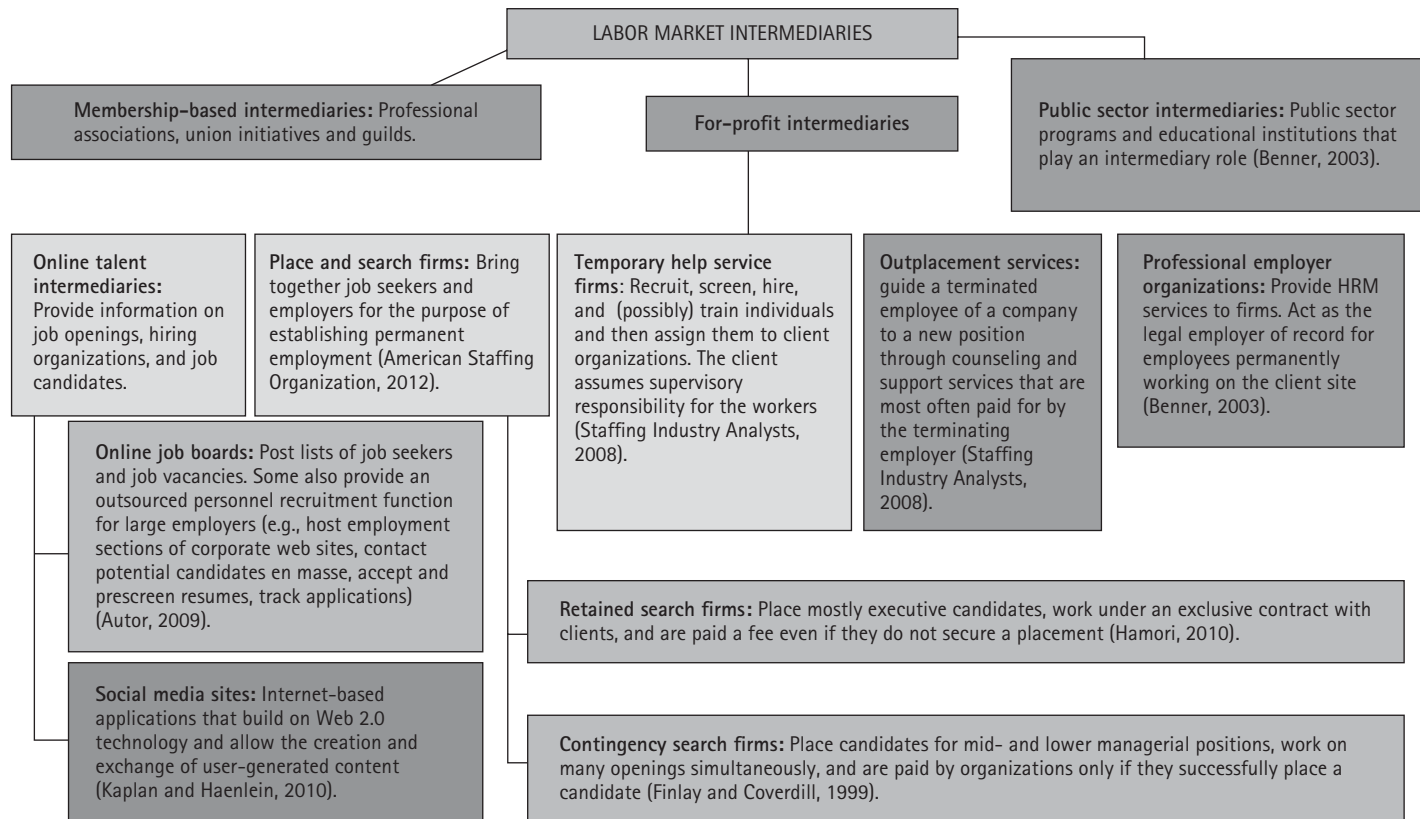 LABOR MARKET INTERMEDIARIES
Membership-based intermediaries: Professional
associations, union initiatives and guilds.
For-profit intermediaries
Public sector intermediaries: Public sector
programs and educational institutions that
play an intermediary role (Benner, 2003).
Online talent
intermediaries:
Provide information on
job openings, hiring
organizations, and job
candidates.
Place and search firms: Bring
together job seekers and
employers for the purpose of
establishing permanent
employment (American Staffing
Organization, 2012).
Temporary help service
firms: Recruit, screen, hire,
and (possibly) train individuals
and then assign them to client
organizations. The client
assumes supervisory
responsibility for the workers
(Staffing Industry Analysts,
2008).
Outplacement services:
guide a terminated
employee of a company
to a new position
through counseling and
support services that are
most often paid for by
the terminating
employer (Staffing
Industry Analysts,
2008).
Professional employer
organizations: Provide HRM
services to firms. Act as the
legal employer of record for
employees permanently
working on the client site
(Benner, 2003).
Online job boards: Post lists of job seekers
and job vacancies. Some also provide an
outsourced personnel recruitment function
for large employers (e.g., host employment
sections of corporate web sites, contact
potential candidates en masse, accept and
prescreen resumes, track applications)
(Autor, 2009).
Retained search firms: Place mostly executive candidates, work under an exclusive contract with
clients, and are paid a fee even if they do not secure a placement (Hamori, 2010).
Social media sites: Internet-based
applications that build on Web 2.0
technology and allow the creation and
exchange of user-generated content
(Kaplan and Haenlein, 2010).
Contingency search firms: Place candidates for mid- and lower managerial positions, work on
many openings simultaneously, and are paid by organizations only if they successfully place a
candidate (Finlay and Coverdill, 1999).